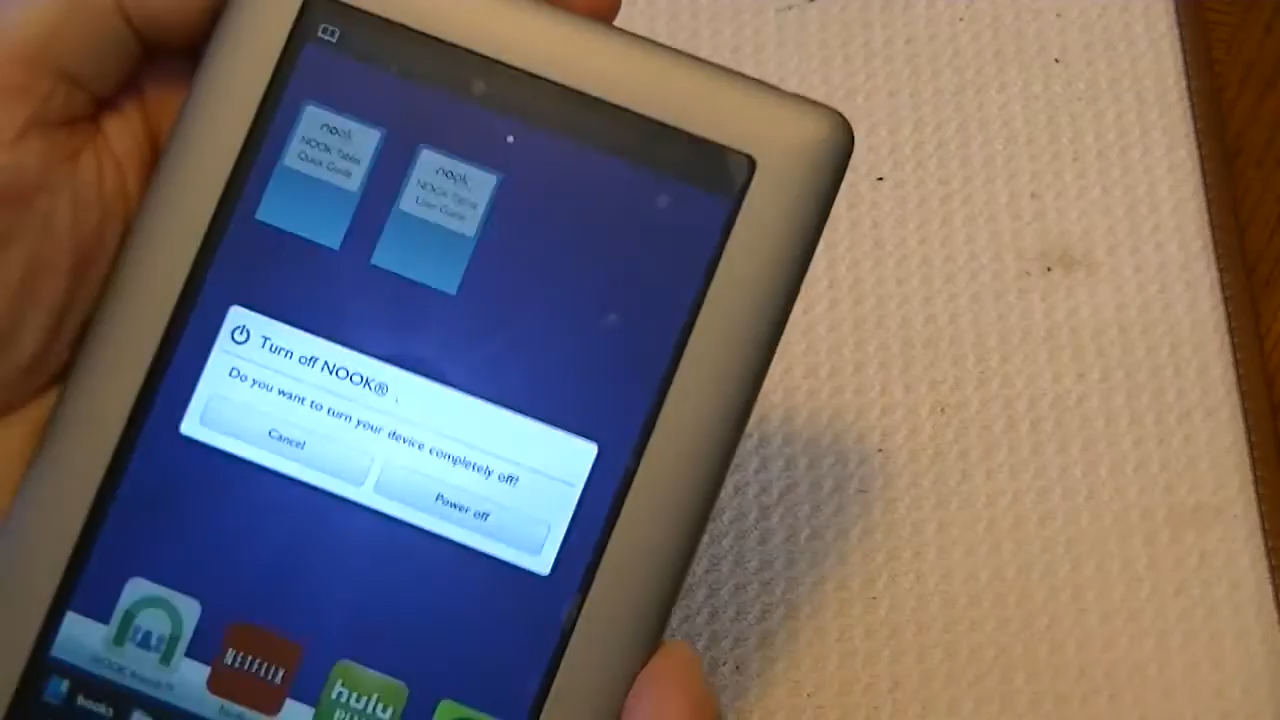 nook
NOOK Tablet
Quick Guide
nook
NOOK Tablet
User Guide
Turn off NOOK®
Do you want to turn your device completely off?
Cancel
Power off
NETFLIX
hulu
books